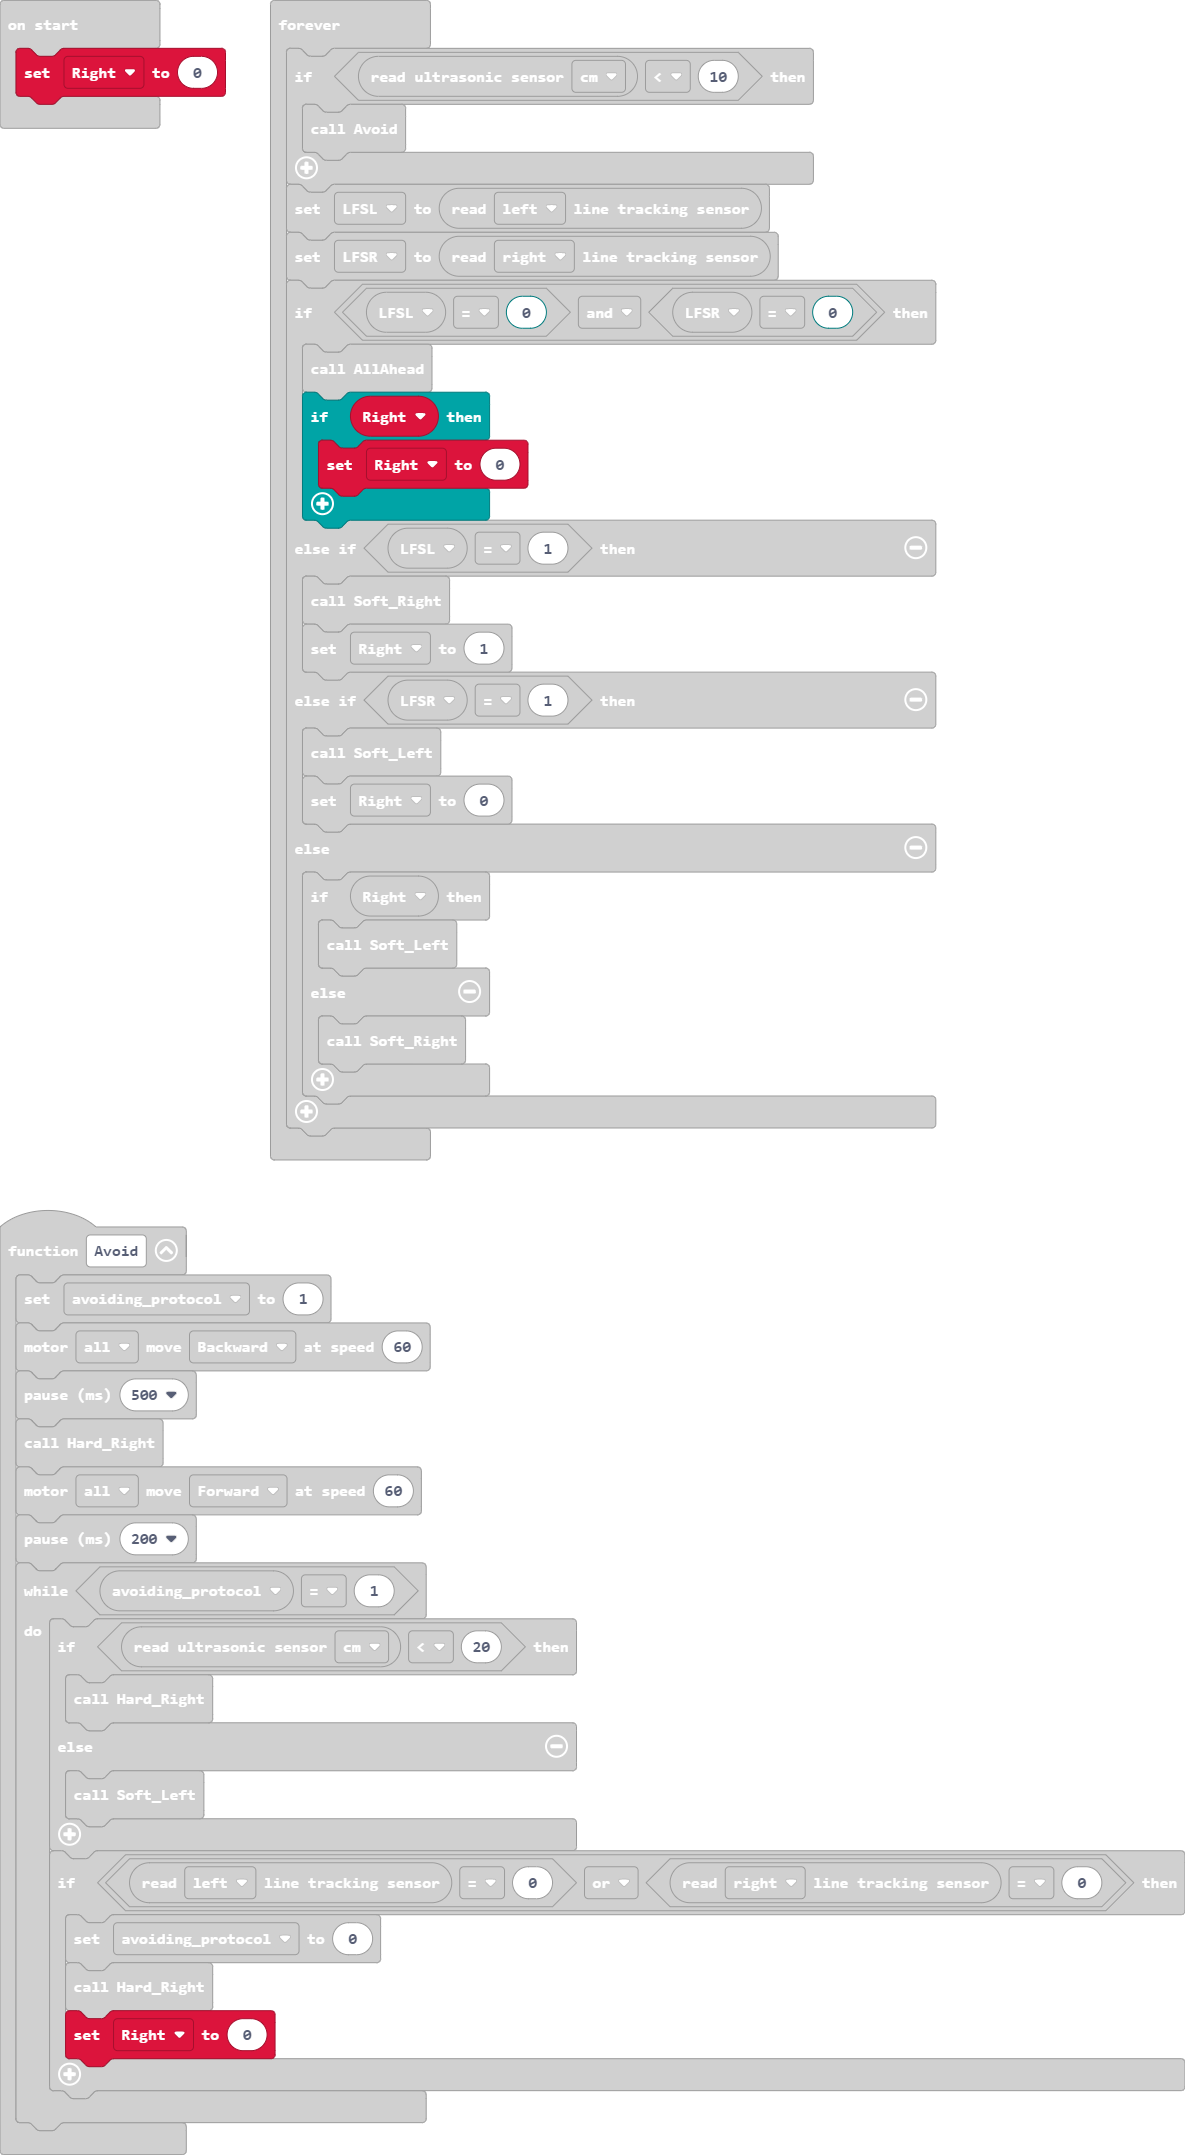 on start
set Right to 0
forever
if read ultrasonic sensor cm < 10 then
call Avoid
set LFSL to read left line tracking sensor
set LFSR to read right line tracking sensor
if LFSL = 0 and LFSR = 0 then
call AllAhead
if Right then
set Right to 0
else if LFSL = 1 then
call Soft_Right
set Right to 1
else if LFSR = 1 then
call Soft_Left
set Right to 0
else
if Right then
call Soft_Left
else
call Soft_Right
function Avoid
set avoiding_protocol to 1
motor all move Backward at speed 60
pause (ms) 500
call Hard_Right
motor all move Forward at speed 60
pause (ms) 200
while avoiding_protocol = 1
do
if read ultrasonic sensor cm < 20 then
call Hard_Right
else
call Soft_Left
if read left line tracking sensor = 0 or read right line tracking sensor = 0 then
set avoiding_protocol to 0
call Hard_Right
set Right to 0